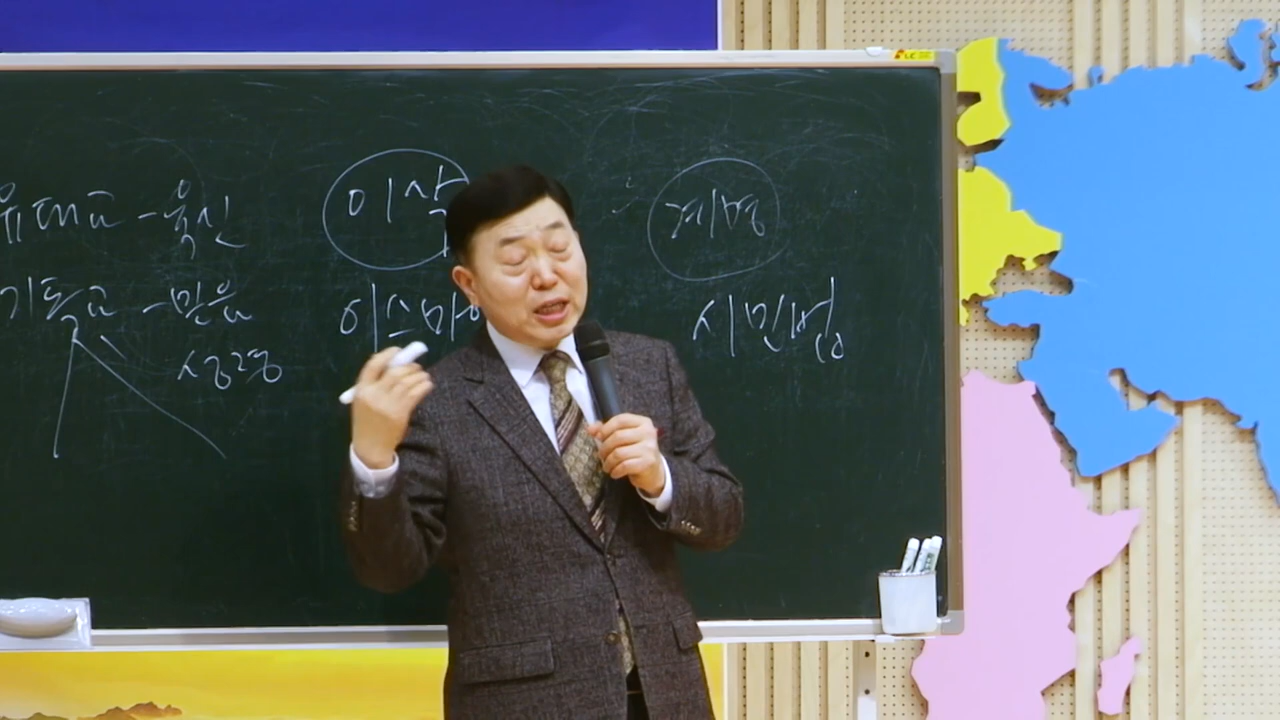 유대교 - 육신
기독교 - 믿음
성령
이삭
이스마
계명
시민법